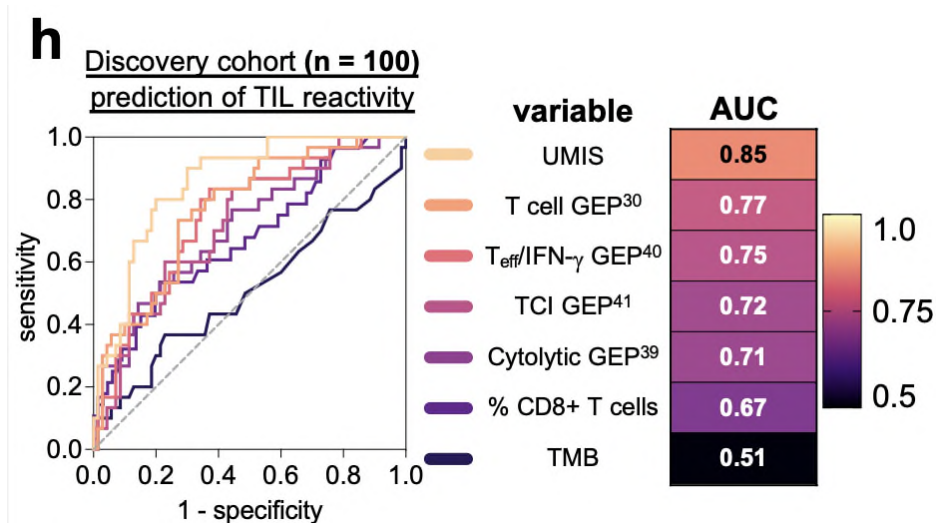 h
Discovery cohort (n = 100)
prediction of TIL reactivity
sensitivity
1.0
0.8
0.6
0.4
0.2
0.0
0.0 0.2 0.4 0.6 0.8 1.0
1 - specificity
variable AUC
UMIS 0.85
T cell GEP³⁰ 0.77
Teff/IFN-γ GEP⁴⁰ 0.75
TCI GEP⁴¹ 0.72
Cytolytic GEP³⁹ 0.71
% CD8+ T cells 0.67
TMB 0.51
1.0
0.75
0.5